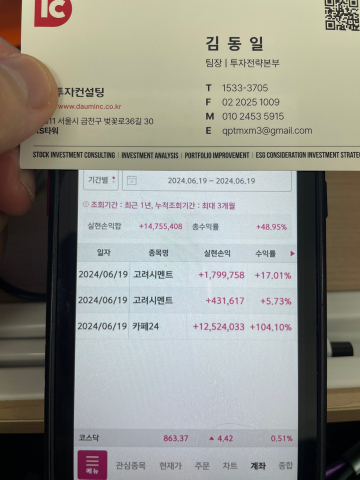 IC
김 동 일
팀장 | 투자전략본부
투자컨설팅
www.dauminc.co.kr
11 서울시 금천구 벚꽃로36길 30
T 1533-3705
F 02 2025 1009
M 010 2453 5915
E qptmxm3@gmail.com
STOCK INVESTMENT CONSULTING | INVESTMENT ANALYSIS | PORTFOLIO IMPROVEMENT | ESG CONSIDERATION INVESTMENT STRATE
기간별 2024.06.19 ~ 2024.06.19
조회기간 : 최근 1년, 누적조회기간 : 최대 3개월
실현손익합 +14,755,408 총수익률 +48.95%
일자 종목명 실현손익 수익률
2024/06/19 고려시멘트 +1,799,758 +17.01%
2024/06/19 고려시멘트 +431,617 +5.73%
2024/06/19 카페24 +12,524,033 +104.10%
코스닥 863,37 ▲ 4.42 0.51%
메뉴 관심종목 현재가 주문 차트 계좌 종합